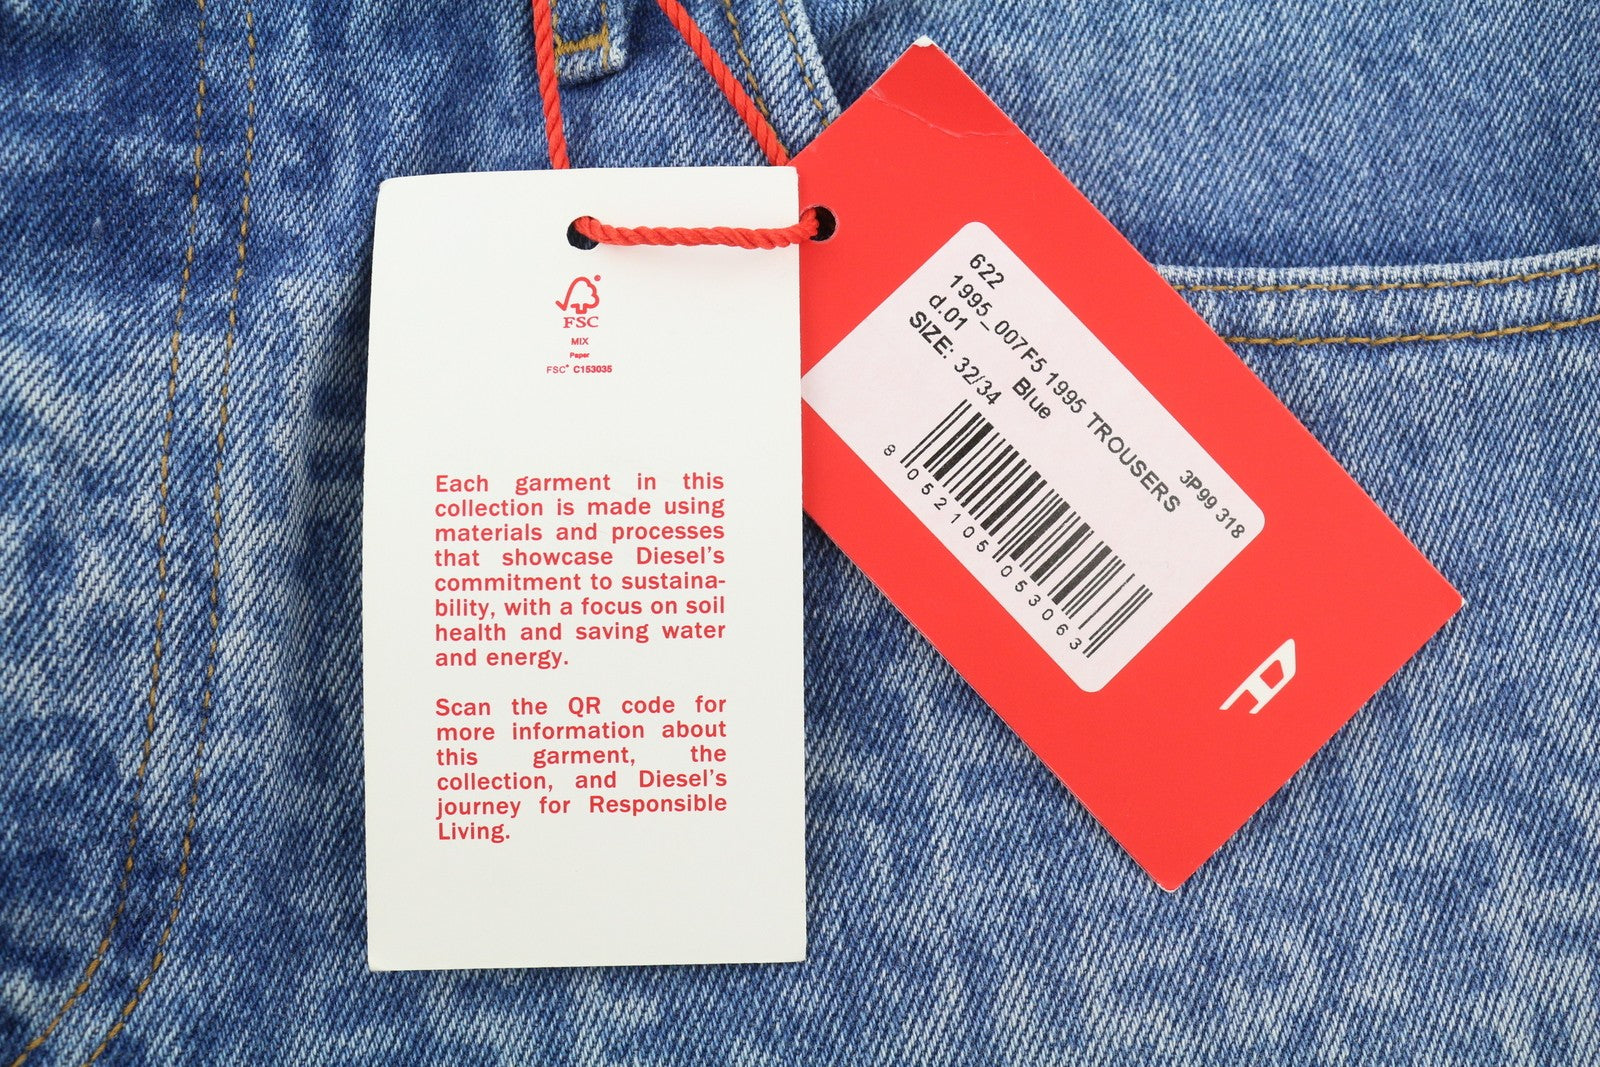 FSC
MIX
Paper
FSC® C153035
Each garment in this
collection is made using
materials and processes
that showcase Diesel's
commitment to sustaina-
bility, with a focus on soil
health and saving water
and energy.
Scan the QR code for
more information about
this garment, the
collection, and Diesel's
journey for Responsible
Living.
622
1995_007F5 1995 TROUSERS
d.01 Blue 3P99 318
SIZE: 32/34
8 052105 053063
D